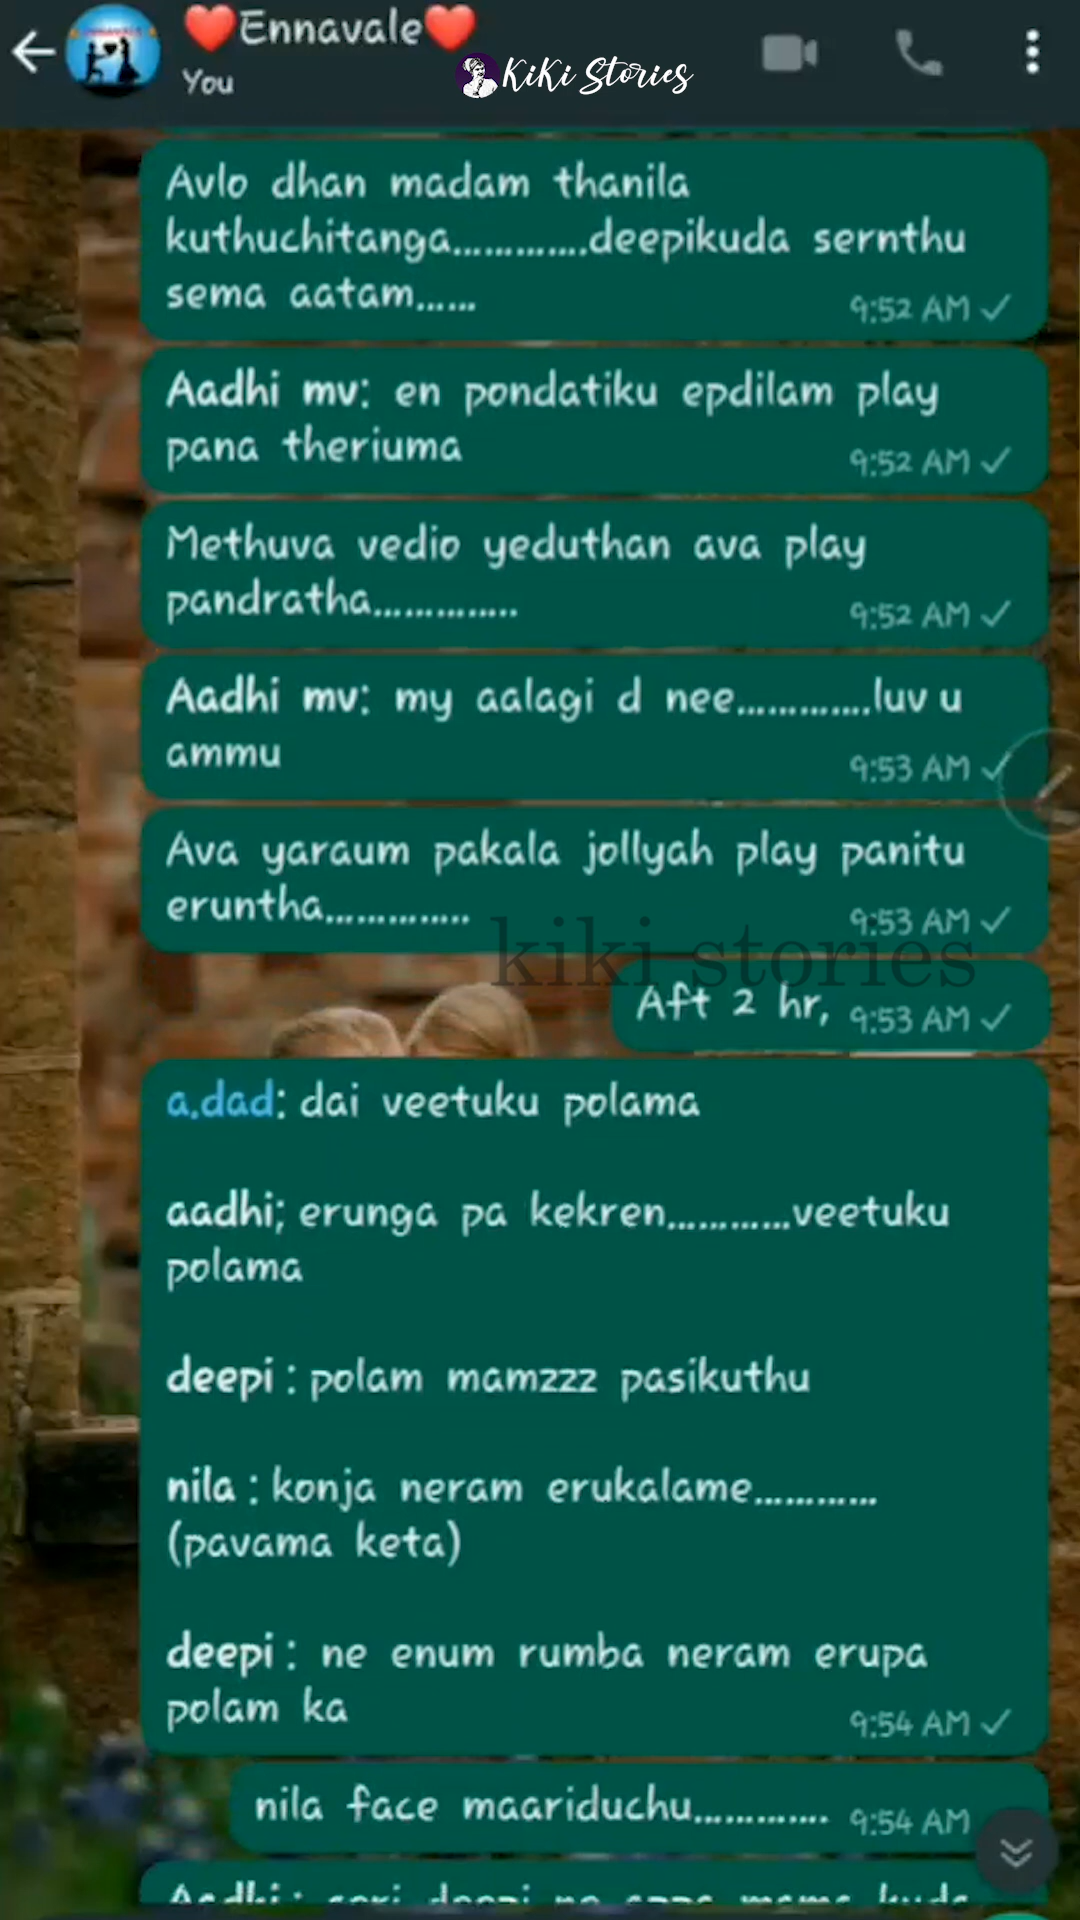 ❤️Ennavale❤️
You
KiKi Stories
Avlo dhan madam thanila
kuthuchitanga.............deepikuda sernthu
sema aatam......
9:52 AM
Aadhi mv: en pondatiku epdilam play
pana theriuma
9:52 AM
Methuva vedio yeduthan ava play
pandratha..............
9:52 AM
Aadhi mv: my aalagi d nee.............luv u
ammu
9:53 AM
Ava yaraum pakala jollyah play panitu
eruntha..............
9:53 AM
kiki stories
Aft 2 hr,
9:53 AM
a.dad: dai veetuku polama
aadhi; erunga pa kekren............veetuku
polama
deepi : polam mamzzz pasikuthu
nila : konja neram erukalame............
(pavama keta)
deepi : ne enum rumba neram erupa
polam ka
9:54 AM
nila face maariduchu.............
9:54 AM